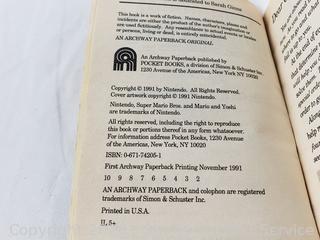 is dedicated to Sarah Gioma
This book is a work of fiction. Names, characters, places and
incidents are either the product of the author's imagination or
are used fictitiously. Any resemblance to actual events or locales
or persons, living or dead, is entirely coincidental.
AN ARCHWAY PAPERBACK ORIGINAL
An Archway Paperback published by
POCKET BOOKS, a division of Simon & Schuster Inc.
1230 Avenue of the Americas, New York NY 10020
Copyright © 1991 by Nintendo.
Cover artwork copyright © 1991 Nintendo.
Nintendo, Super Mario Bros. and Mario and Yoshi
are trademarks of Nintendo.
All rights reserved, including the right to reproduce
this book or portions thereof in any form whatsoever.
For information address Pocket Books, 1230 Avenue
of the Americas, New York, NY 10020
ISBN: 0-671-74205-1
First Archway Paperback Printing November 1991
10 9 8 7 6 5 4 3 2
AN ARCHWAY PAPERBACK and colophon are registered
trademarks of Simon & Schuster Inc.
Printed in U.S.A.
IL 5+